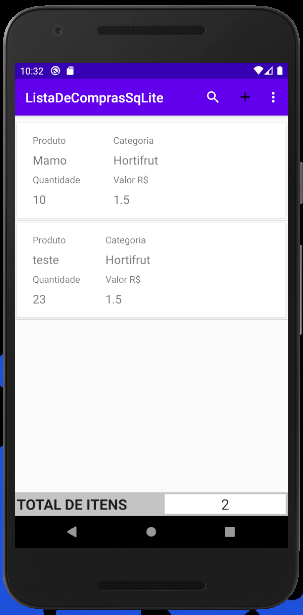 10:32
ListaDeComprasSqLite
Produto Categoria
Mamo Hortifrut
Quantidade Valor R$
10 1.5
Produto Categoria
teste Hortifrut
Quantidade Valor R$
23 1.5
TOTAL DE ITENS 2